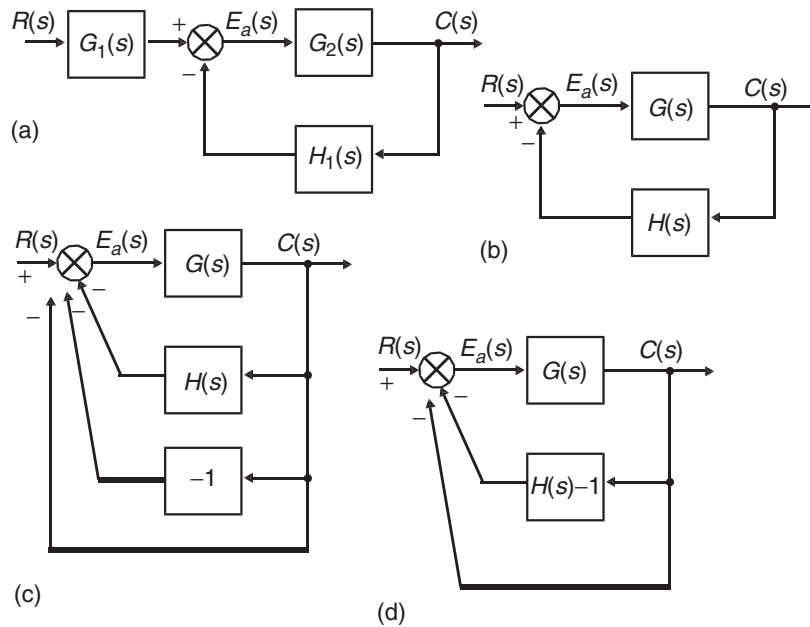 R(s) G₁(s) + Eₐ(s) G₂(s) C(s)
−
H₁(s)
(a)
R(s) Eₐ(s) G(s) C(s)
+
−
H(s)
(b)
R(s) Eₐ(s) G(s) C(s)
+
− − −
H(s)
−1
(c)
R(s) Eₐ(s) G(s) C(s)
+
− −
H(s)−1
(d)